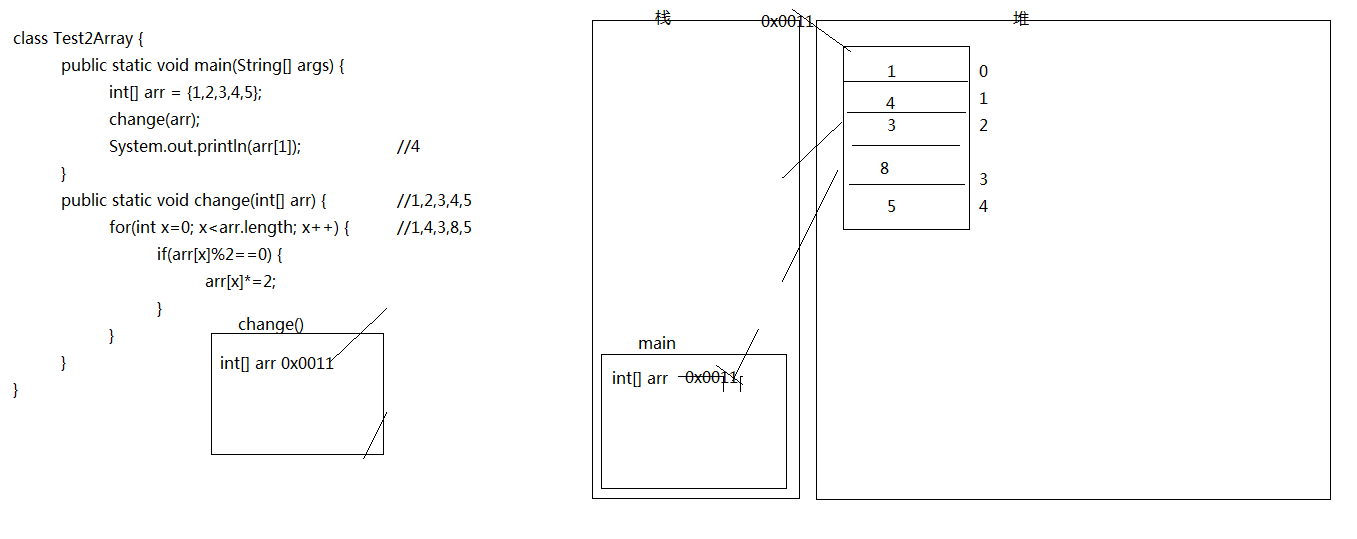 class Test2Array {
public static void main(String[] args) {
int[] arr = {1,2,3,4,5};
change(arr);
System.out.println(arr[1]); //4
}
public static void change(int[] arr) { //1,2,3,4,5
for(int x=0; x<arr.length; x++) { //1,4,3,8,5
if(arr[x]%2==0) {
arr[x]*=2;
}
}
}
}
change()
int[] arr 0x0011
栈
main
int[] arr 0x0011
0x0011
堆
1 0
4 1
3 2
8 3
5 4